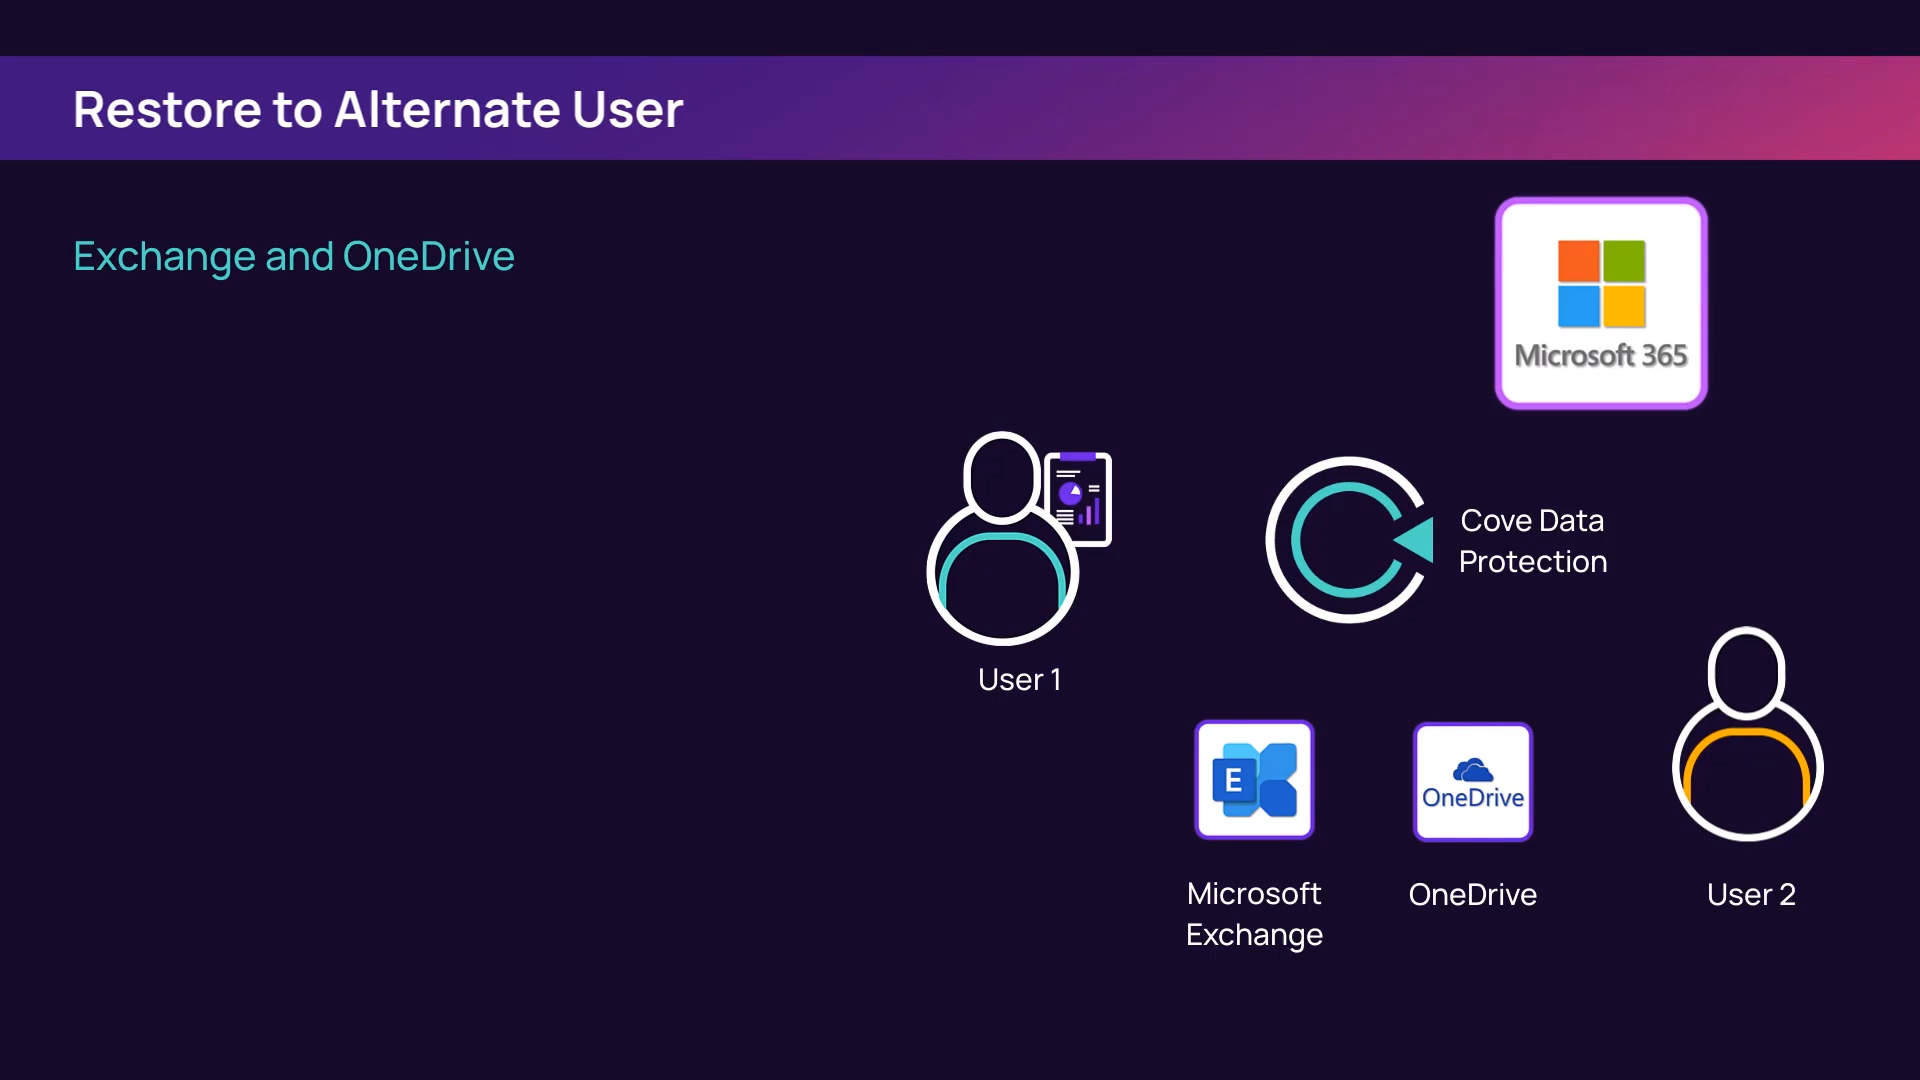 Restore to Alternate User
Exchange and OneDrive
Microsoft 365
Cove Data
Protection
User 1
E
OneDrive
Microsoft
Exchange
OneDrive
User 2